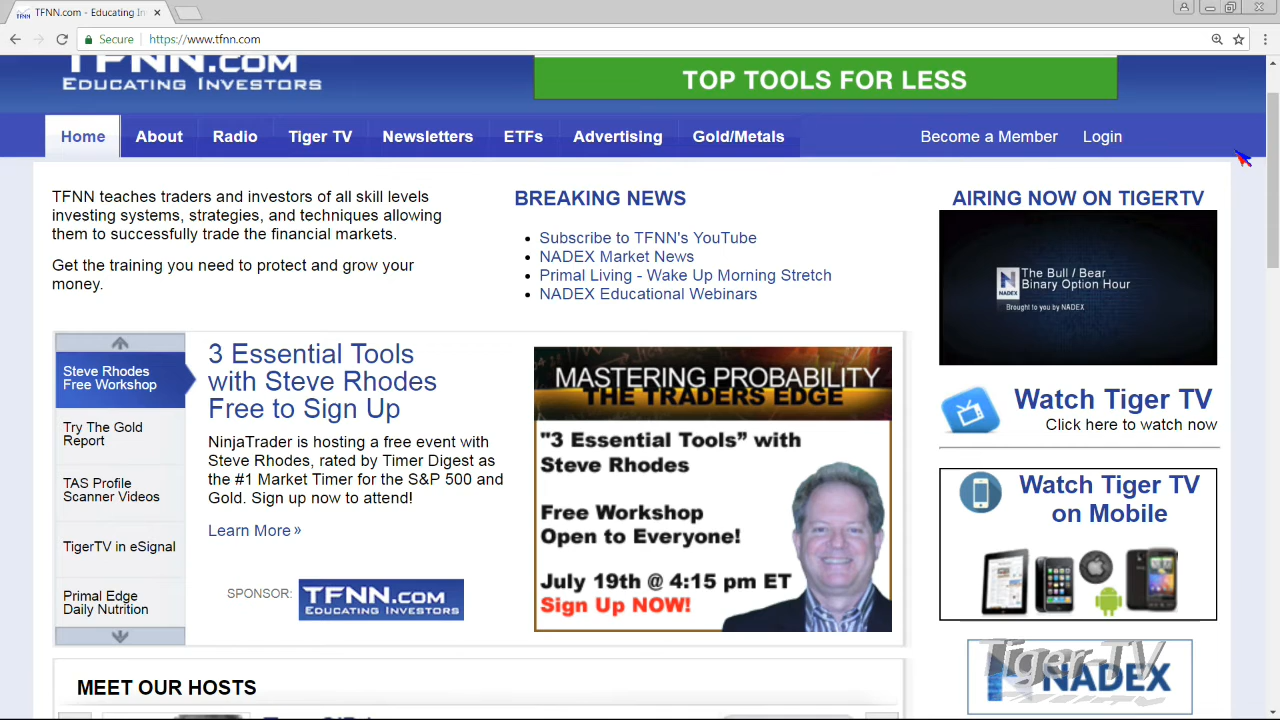 TFNN.com - Educating In
Secure
https://www.tfnn.com
TFNN.COM
EDUCATING INVESTORS
TOP TOOLS FOR LESS
Home
About
Radio
Tiger TV
Newsletters
ETFs
Advertising
Gold/Metals
Become a Member
Login
TFNN teaches traders and investors of all skill levels
investing systems, strategies, and techniques allowing
them to successfully trade the financial markets.
Get the training you need to protect and grow your
money.
BREAKING NEWS
Subscribe to TFNN's YouTube
NADEX Market News
Primal Living - Wake Up Morning Stretch
NADEX Educational Webinars
AIRING NOW ON TIGERTV
NADEX
The Bull / Bear
Binary Option Hour
Brought to you by NADEX
Watch Tiger TV
Click here to watch now
Watch Tiger TV
on Mobile
Steve Rhodes
Free Workshop
Try The Gold
Report
TAS Profile
Scanner Videos
TigerTV in eSignal
Primal Edge
Daily Nutrition
3 Essential Tools
with Steve Rhodes
Free to Sign Up
NinjaTrader is hosting a free event with
Steve Rhodes, rated by Timer Digest as
the #1 Market Timer for the S&P 500 and
Gold. Sign up now to attend!
Learn More »
SPONSOR:
TFNN.COM
EDUCATING INVESTORS
MASTERING PROBABILITY
THE TRADERS EDGE
"3 Essential Tools” with
Steve Rhodes
Free Workshop
Open to Everyone!
July 19th @ 4:15 pm ET
Sign Up NOW!
MEET OUR HOSTS
Tiger-TV
NADEX